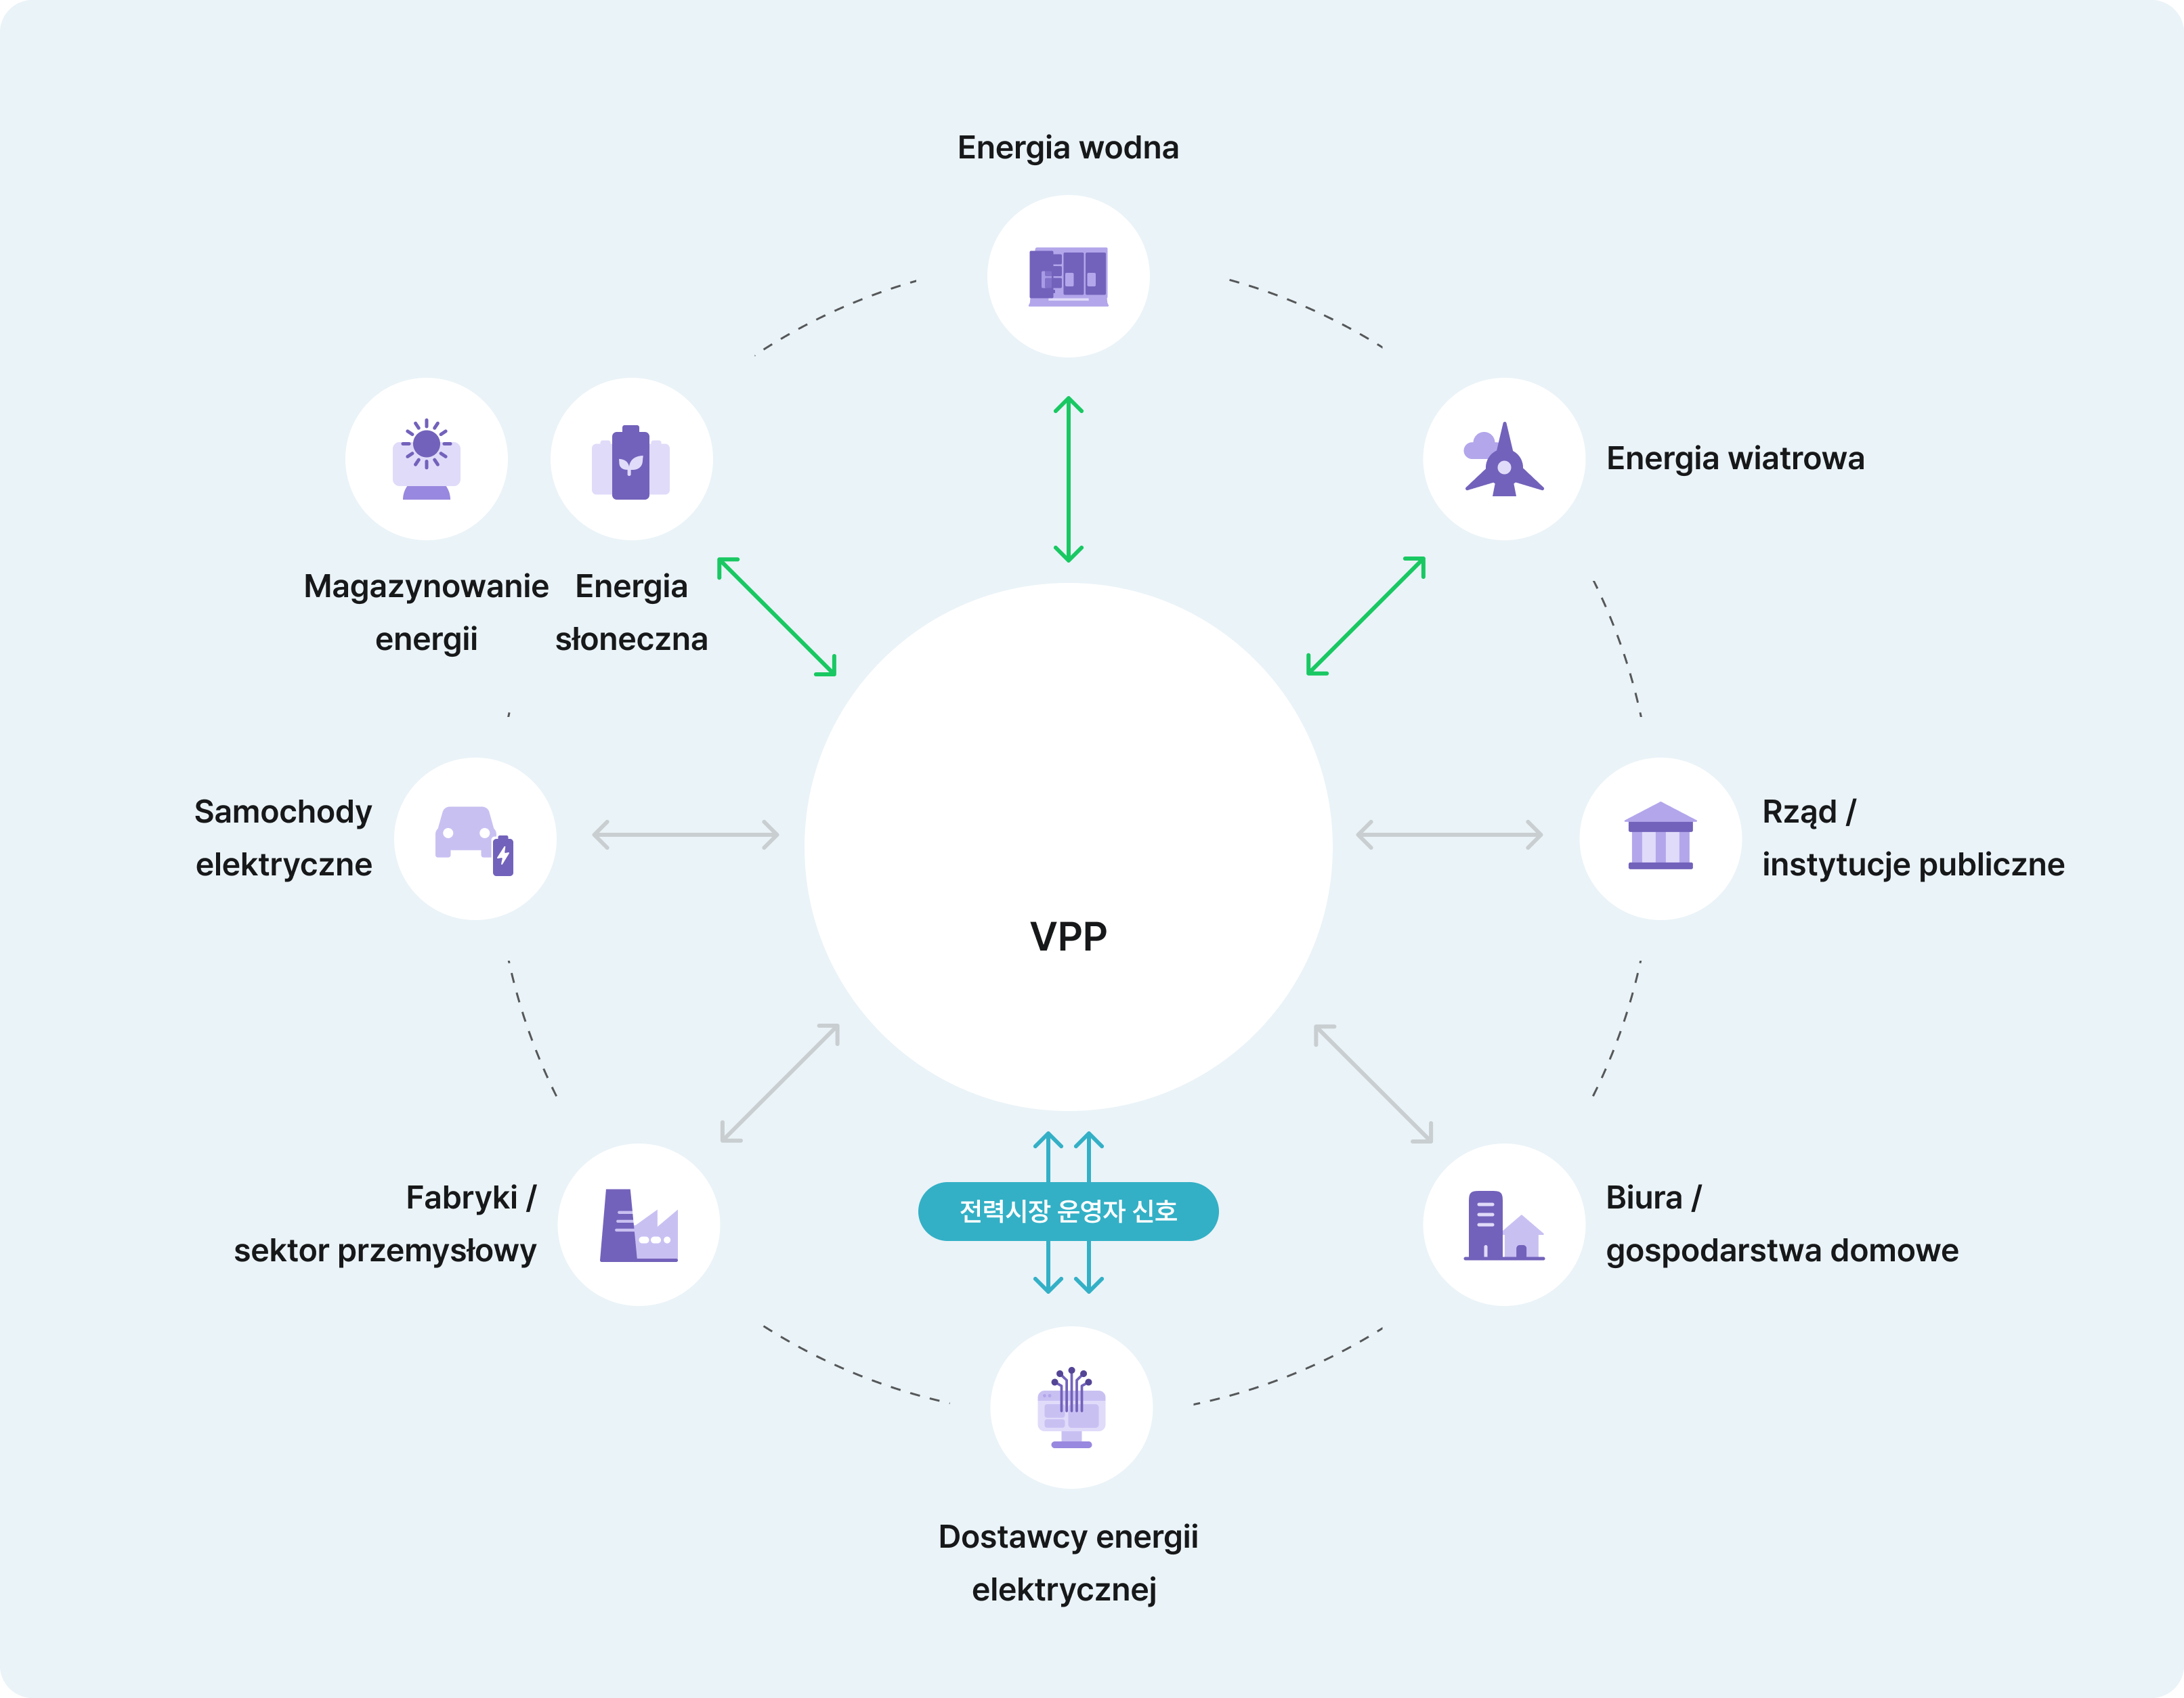 Energia wodna
Energia wiatrowa
Magazynowanie
energii
Energia
słoneczna
Samochody
elektryczne
Rząd /
instytucje publiczne
VPP
Fabryki /
sektor przemysłowy
전력시장 운영자 신호
Biura /
gospodarstwa domowe
Dostawcy energii
elektrycznej